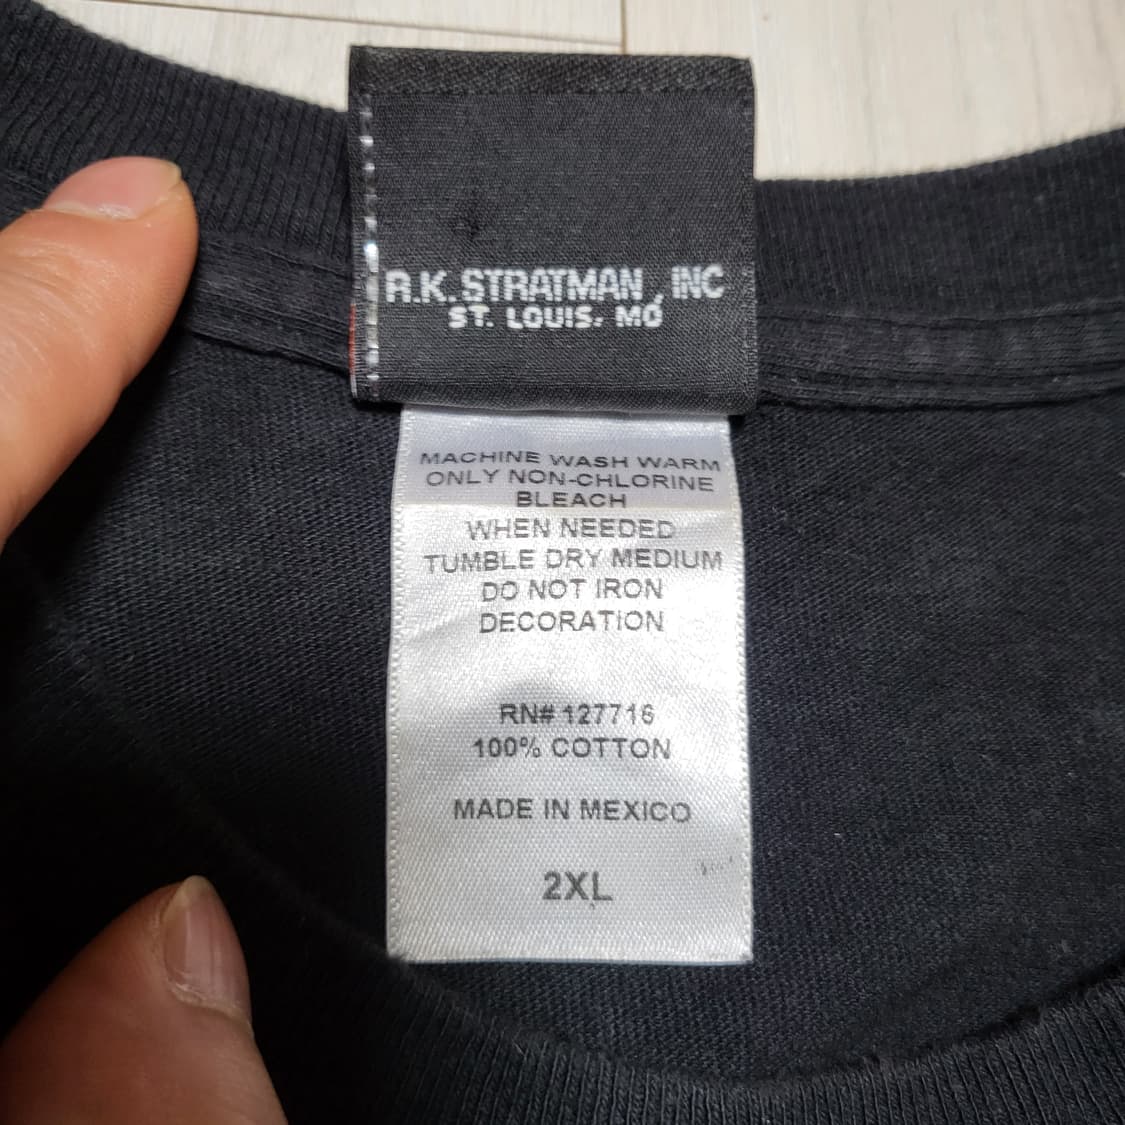 R.K. STRATMAN, INC
ST. LOUIS, MO
MACHINE WASH WARM
ONLY NON-CHLORINE
BLEACH
WHEN NEEDED
TUMBLE DRY MEDIUM
DO NOT IRON
DECORATION
RN# 127716
100% COTTON
MADE IN MEXICO
2XL